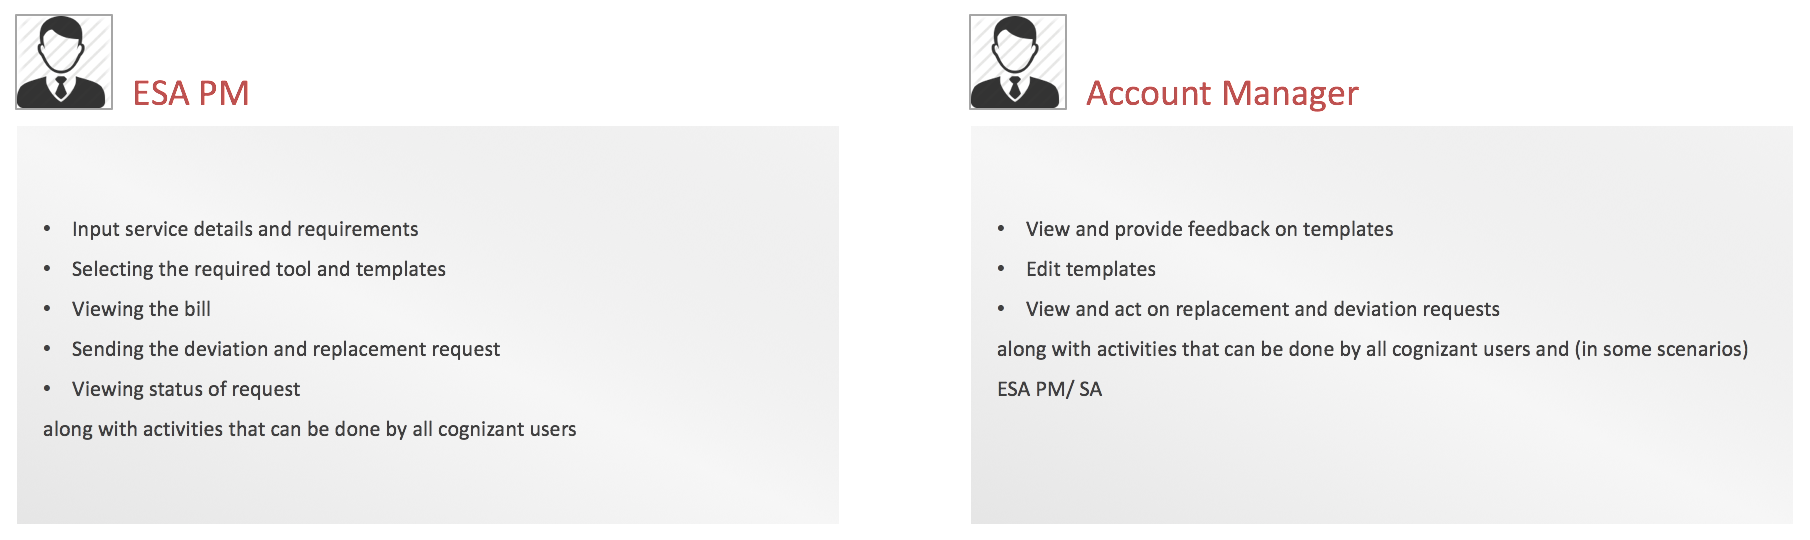 ESA PM
• Input service details and requirements
• Selecting the required tool and templates
• Viewing the bill
• Sending the deviation and replacement request
• Viewing status of request
along with activities that can be done by all cognizant users
Account Manager
• View and provide feedback on templates
• Edit templates
• View and act on replacement and deviation requests
along with activities that can be done by all cognizant users and (in some scenarios)
ESA PM/ SA